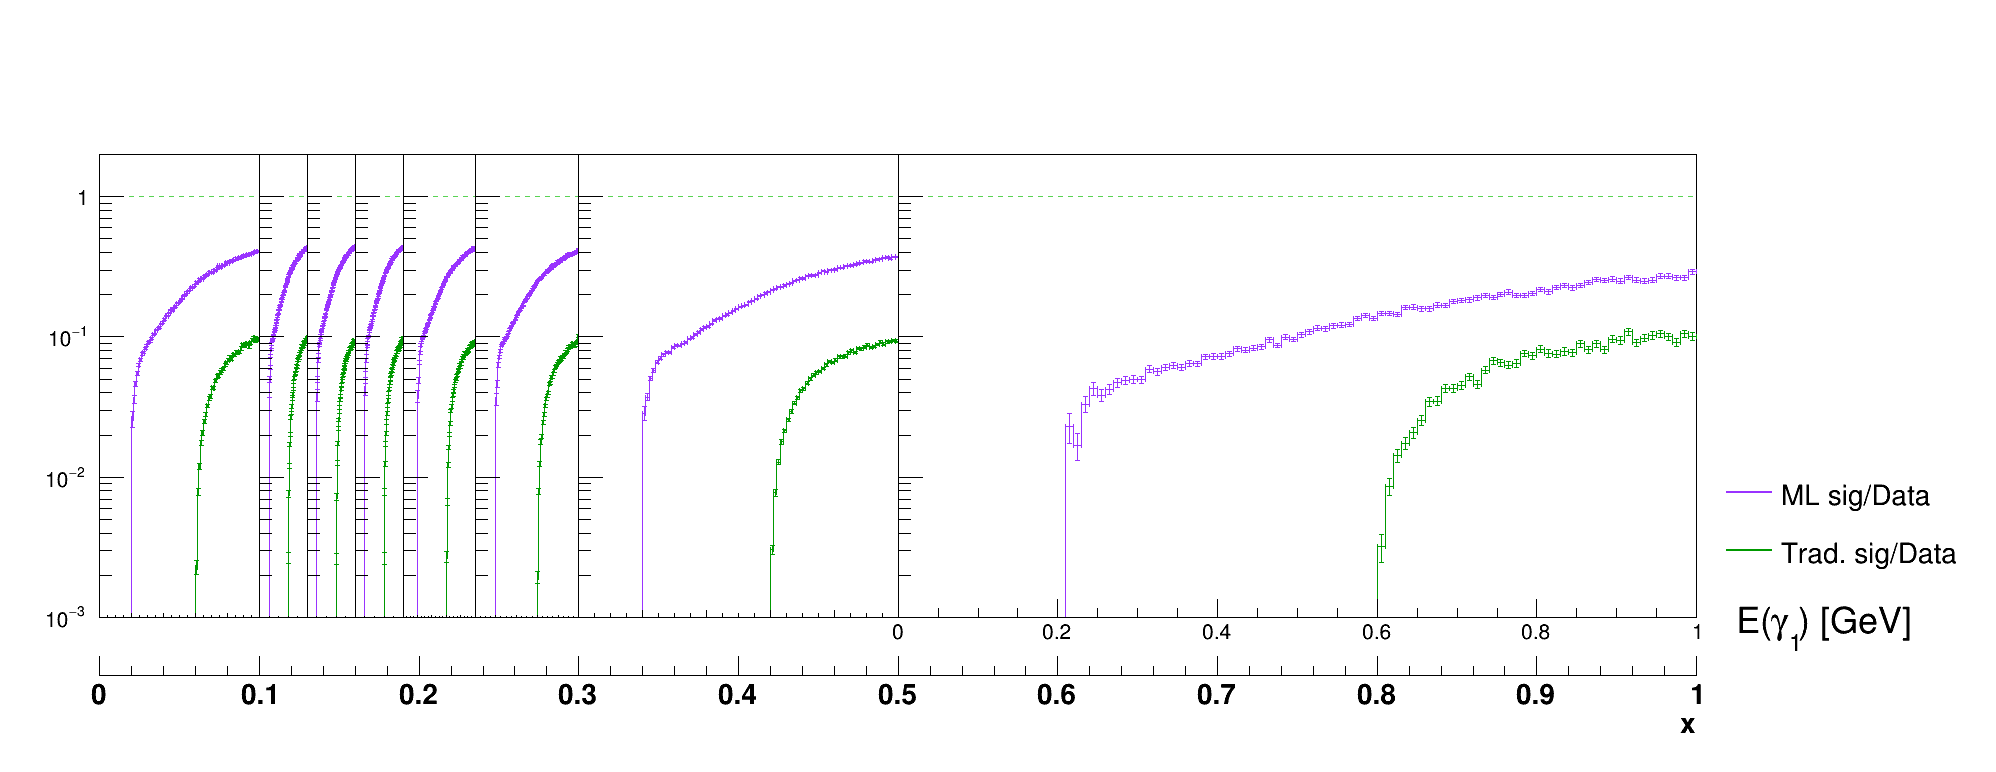 1
10⁻¹
10⁻²
10⁻³
ML sig/Data
Trad. sig/Data
E(γ₁) [GeV]
0 0.2 0.4 0.6 0.8 1
0 0.1 0.2 0.3 0.4 0.5 0.6 0.7 0.8 0.9 1
x